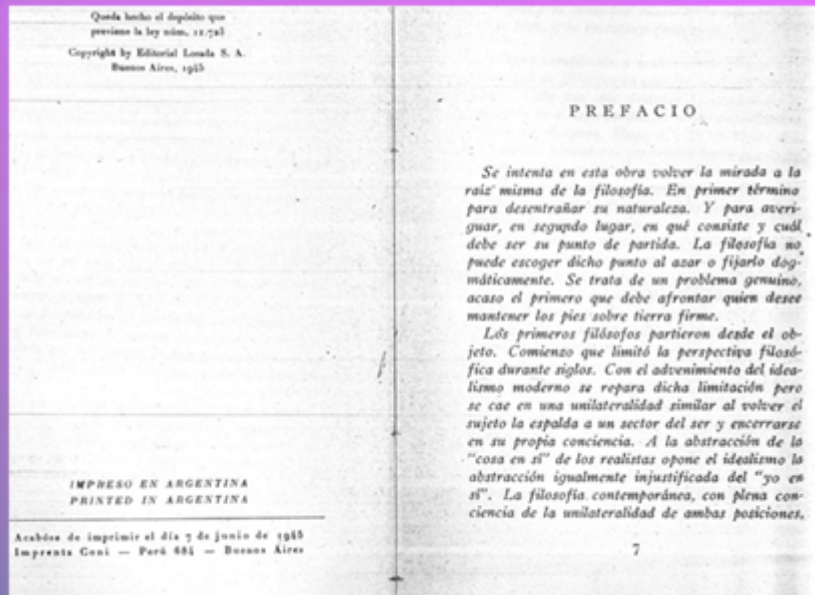 Queda hecho el depósito que
previene la ley núm. 11.723
Copyright by Editorial Losada S. A.
Buenos Aires, 1945
IMPRESO EN ARGENTINA
PRINTED IN ARGENTINA
Acabóse de imprimir el día 7 de junio de 1945
Imprenta Coni — Perú 684 — Buenos Aires
PREFACIO
Se intenta en esta obra volver la mirada a la
raíz misma de la filosofía. En primer término
para desentrañar su naturaleza. Y para averi-
guar, en segundo lugar, en qué consiste y cuál
debe ser su punto de partida. La filosofía no
puede escoger dicho punto al azar o fijarlo dog-
máticamente. Se trata de un problema genuino,
acaso el primero que debe afrontar quien desee
mantener los pies sobre tierra firme.
Los primeros filósofos partieron desde el ob-
jeto. Comienzo que limitó la perspectiva filosó-
fica durante siglos. Con el advenimiento del idea-
lismo moderno se repara dicha limitación pero
se cae en una unilateralidad similar al volver el
sujeto la espalda a un sector del ser y encerrarse
en su propia conciencia. A la abstracción de la
"cosa en sí" de los realistas opone el idealismo la
abstracción igualmente injustificada del "yo en
sí". La filosofía contemporánea, con plena con-
ciencia de la unilateralidad de ambas posiciones,
7